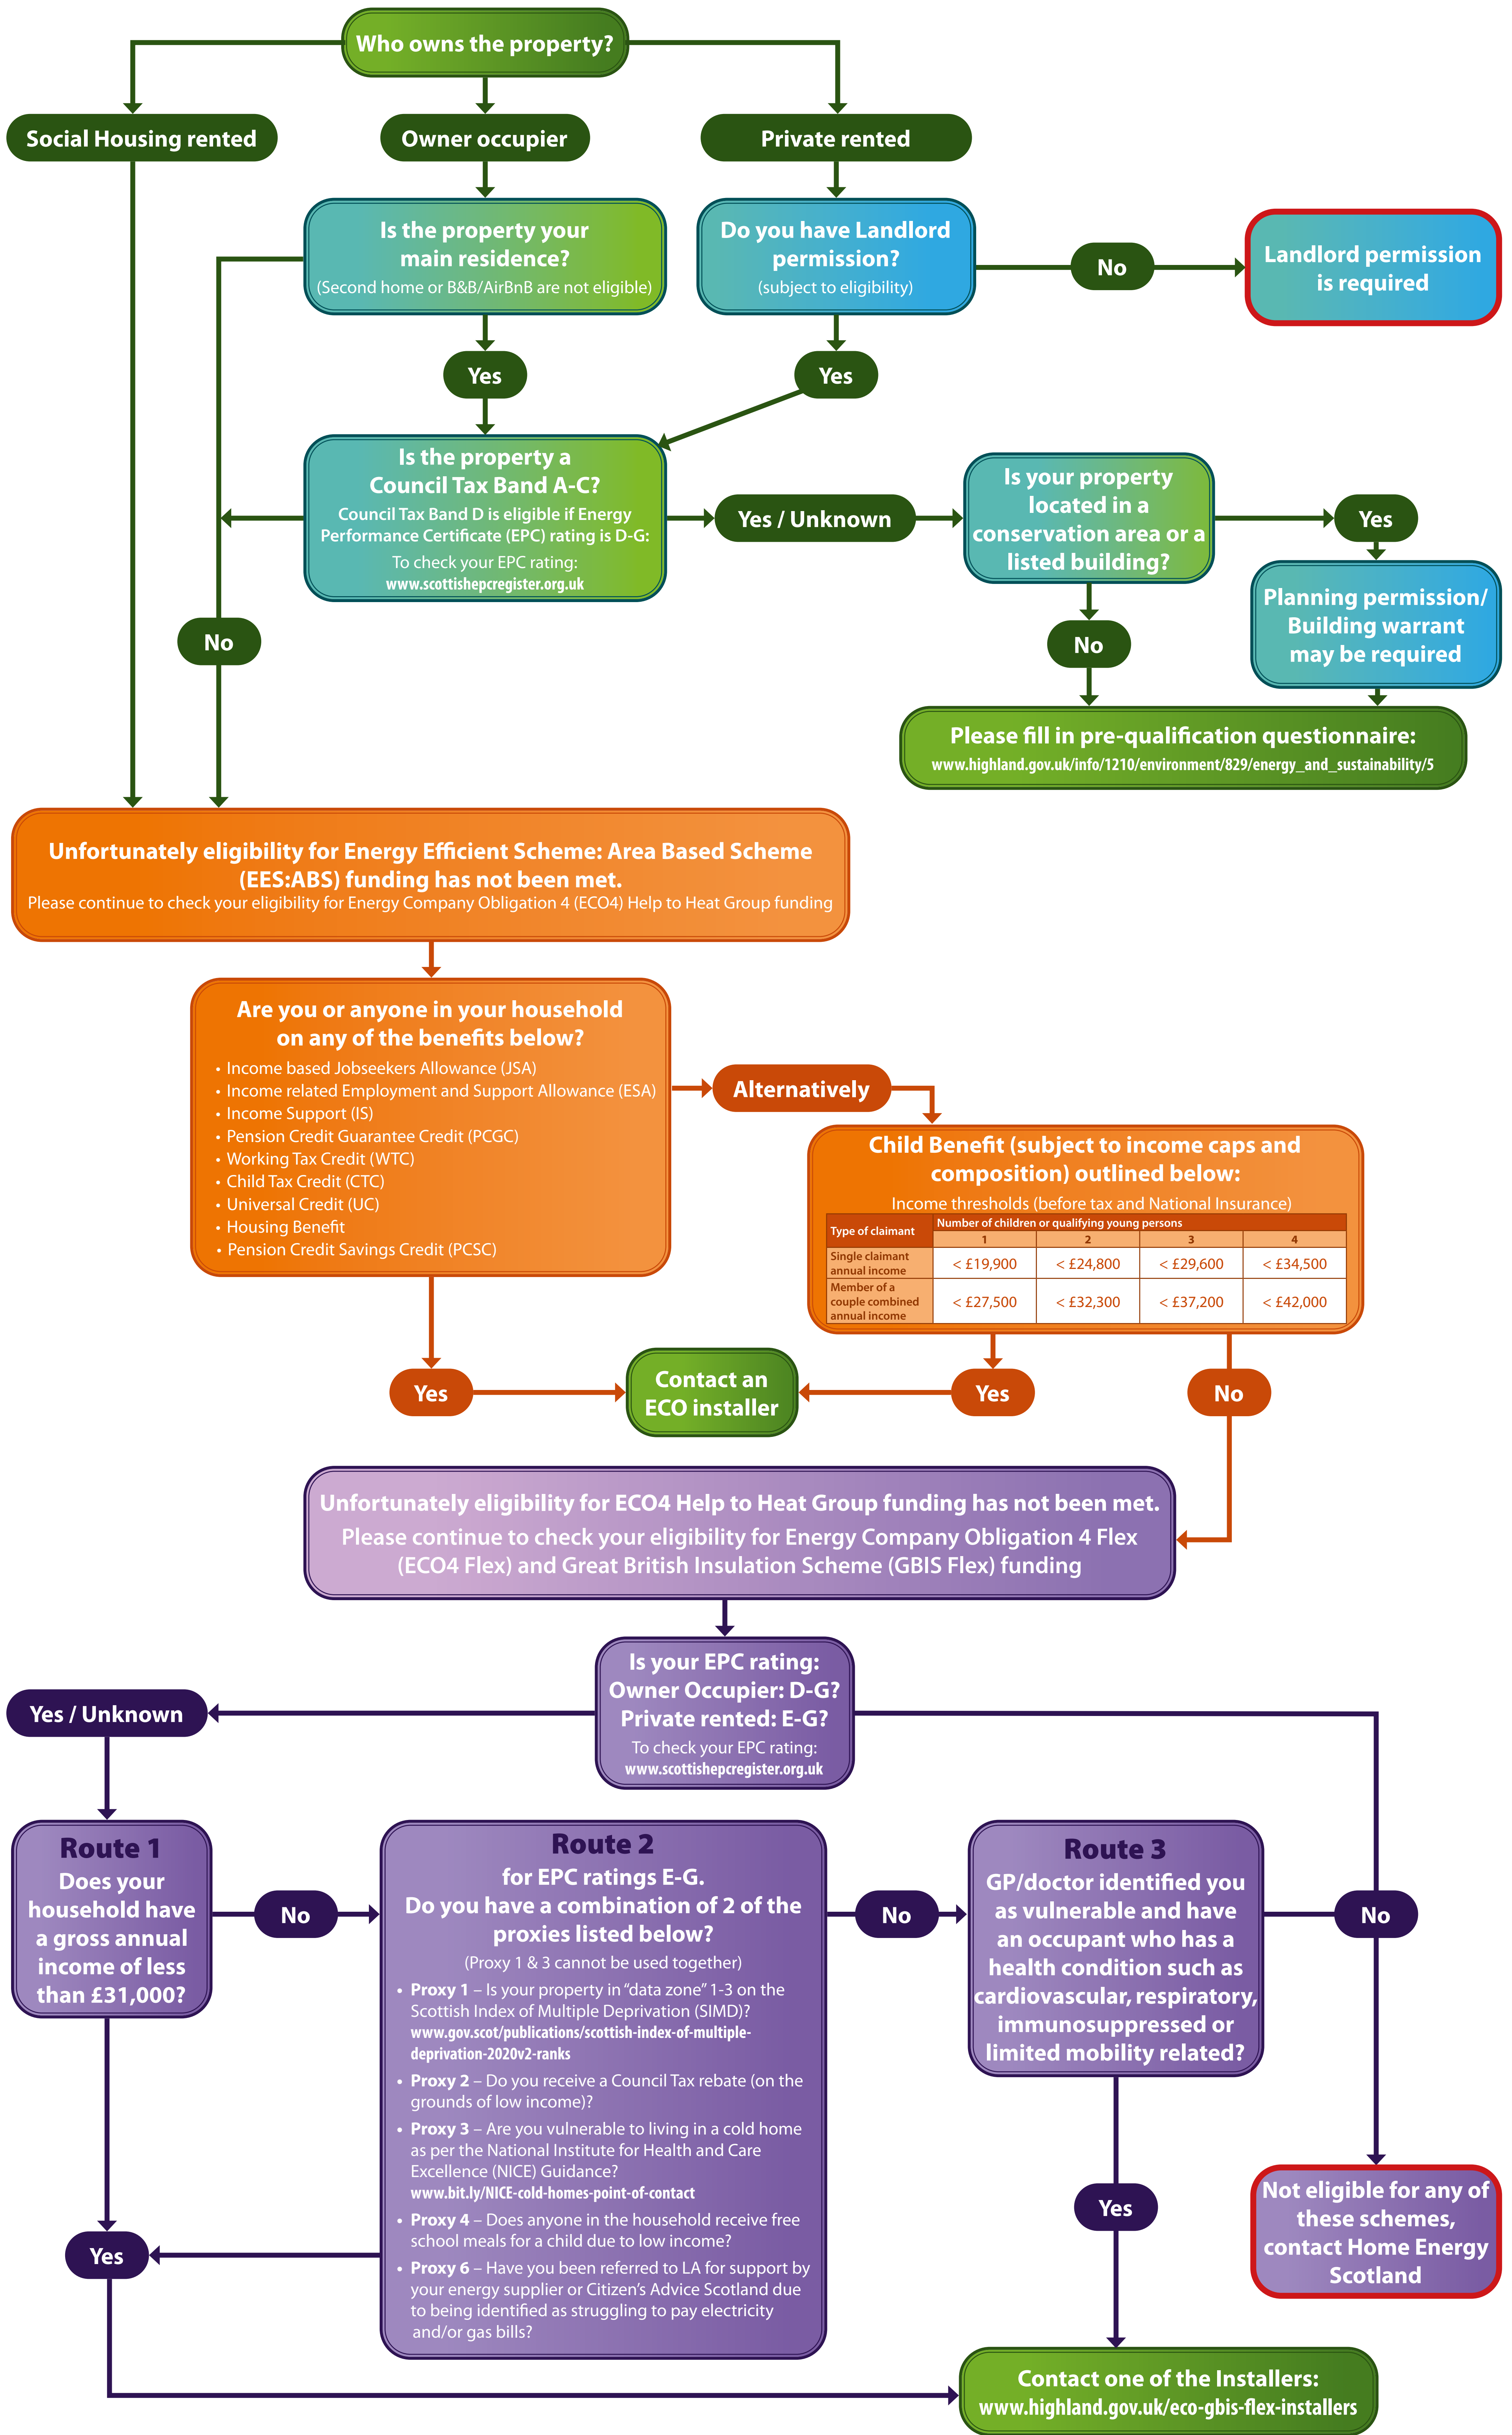 Who owns the property?
Social Housing rented
Owner occupier
Private rented
Is the property your
main residence?
(Second home or B&B/AirBnB are not eligible)
Do you have Landlord
permission?
(subject to eligibility)
No
Landlord permission
is required
Yes
Yes
Is the property a
Council Tax Band A-C?
Council Tax Band D is eligible if Energy
Performance Certificate (EPC) rating is D-G:
To check your EPC rating:
www.scottishepcregister.org.uk
Yes / Unknown
Is your property
located in a
conservation area or a
listed building?
Yes
No
No
Planning permission/
Building warrant
may be required
Please fill in pre-qualification questionnaire:
www.highland.gov.uk/info/1210/environment/829/energy_and_sustainability/5
Unfortunately eligibility for Energy Efficient Scheme: Area Based Scheme
(EES:ABS) funding has not been met.
Please continue to check your eligibility for Energy Company Obligation 4 (ECO4) Help to Heat Group funding
Are you or anyone in your household
on any of the benefits below?
• Income based Jobseekers Allowance (JSA)
• Income related Employment and Support Allowance (ESA)
• Income Support (IS)
• Pension Credit Guarantee Credit (PCGC)
• Working Tax Credit (WTC)
• Child Tax Credit (CTC)
• Universal Credit (UC)
• Housing Benefit
• Pension Credit Savings Credit (PCSC)
Alternatively
Child Benefit (subject to income caps and
composition) outlined below:
Income thresholds (before tax and National Insurance)
Type of claimant
Number of children or qualifying young persons
1 2 3 4
Single claimant
annual income
< £19,900 < £24,800 < £29,600 < £34,500
Member of a
couple combined
annual income
< £27,500 < £32,300 < £37,200 < £42,000
Yes
Contact an
ECO installer
Yes
No
Unfortunately eligibility for ECO4 Help to Heat Group funding has not been met.
Please continue to check your eligibility for Energy Company Obligation 4 Flex
(ECO4 Flex) and Great British Insulation Scheme (GBIS Flex) funding
Is your EPC rating:
Owner Occupier: D-G?
Private rented: E-G?
To check your EPC rating:
www.scottishepcregister.org.uk
Yes / Unknown
Route 1
Does your
household have
a gross annual
income of less
than £31,000?
No
Route 2
for EPC ratings E-G.
Do you have a combination of 2 of the
proxies listed below?
(Proxy 1 & 3 cannot be used together)
• Proxy 1 – Is your property in “data zone” 1-3 on the
Scottish Index of Multiple Deprivation (SIMD)?
www.gov.scot/publications/scottish-index-of-multiple-
deprivation-2020v2-ranks
• Proxy 2 – Do you receive a Council Tax rebate (on the
grounds of low income)?
• Proxy 3 – Are you vulnerable to living in a cold home
as per the National Institute for Health and Care
Excellence (NICE) Guidance?
www.bit.ly/NICE-cold-homes-point-of-contact
• Proxy 4 – Does anyone in the household receive free
school meals for a child due to low income?
• Proxy 6 – Have you been referred to LA for support by
your energy supplier or Citizen’s Advice Scotland due
to being identified as struggling to pay electricity
and/or gas bills?
No
Route 3
GP/doctor identified you
as vulnerable and have
an occupant who has a
health condition such as
cardiovascular, respiratory,
immunosuppressed or
limited mobility related?
No
Yes
Yes
Not eligible for any of
these schemes,
contact Home Energy
Scotland
Contact one of the Installers:
www.highland.gov.uk/eco-gbis-flex-installers